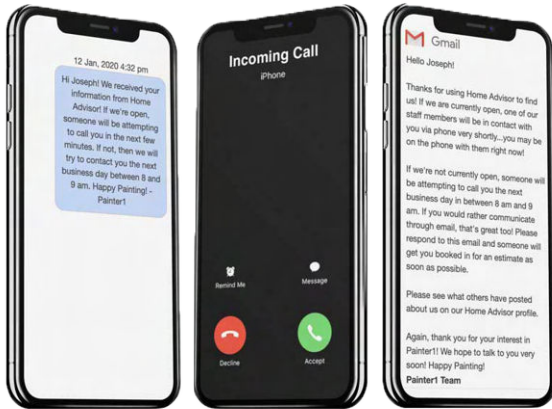 12 Jan, 2020 4:32 pm
Hi Joseph! We received your
information from Home
Advisor! If we're open,
someone will be attempting
to call you in the next few
minutes. If not, then we will
try to contact you the next
business day between 8 and
9 am. Happy Painting! -
Painter1
Incoming Call
iPhone
Remind Me
Message
Decline
Accept
Gmail
Hello Joseph!
Thanks for using Home Advisor to find
us! If we are currently open, one of our
staff members will be in contact with
you via phone very shortly...you may be
on the phone with them right now!
If we're not currently open, someone will
be attempting to call you the next
business day in between 8 am and 9
am. If you would rather communicate
through email, that's great too! Please
respond to this email and someone will
get you booked in for an estimate as
soon as possible.
Please see what others have posted
about us on our Home Advisor profile.
Again, thank you for your interest in
Painter1! We hope to talk to you very
soon! Happy Painting!
Painter1 Team